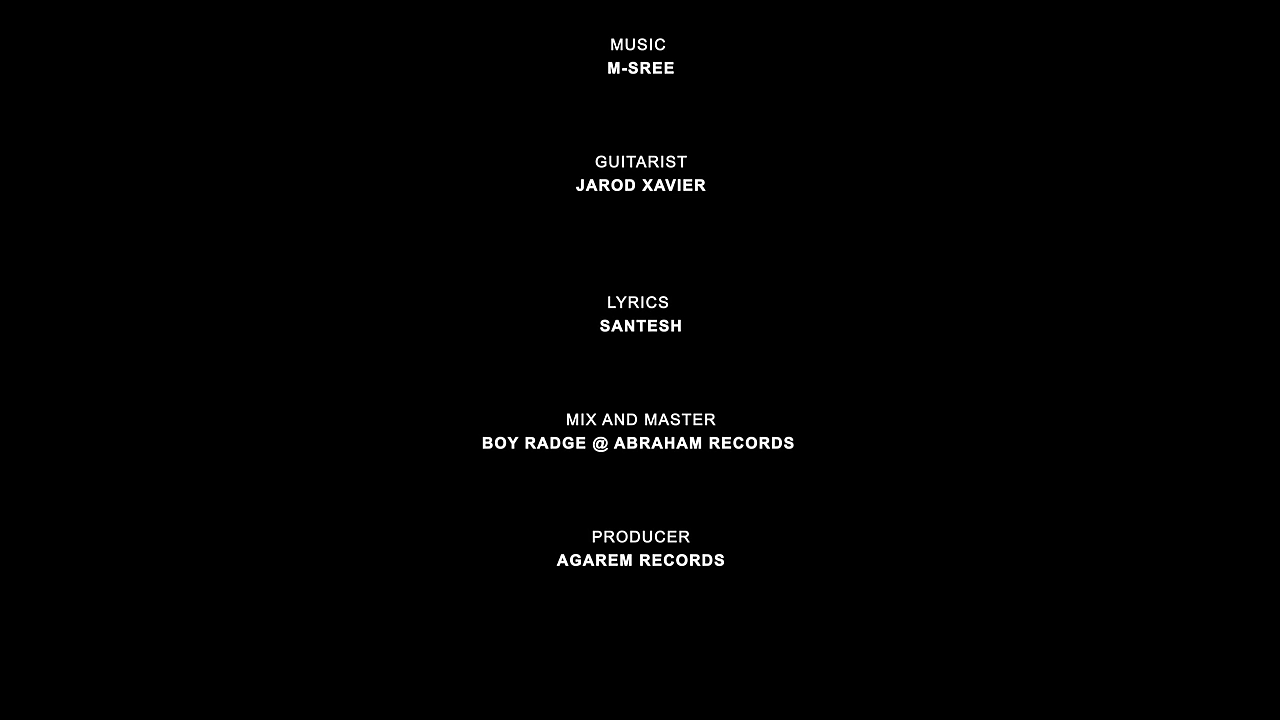 MUSIC
M-SREE
GUITARIST
JAROD XAVIER
LYRICS
SANTESH
MIX AND MASTER
BOY RADGE @ ABRAHAM RECORDS
PRODUCER
AGAREM RECORDS